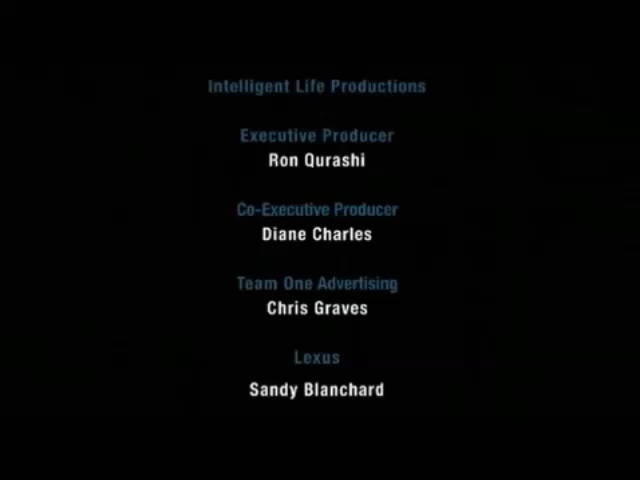 Intelligent Life Productions
Executive Producer
Ron Qurashi
Co-Executive Producer
Diane Charles
Team One Advertising
Chris Graves
Lexus
Sandy Blanchard